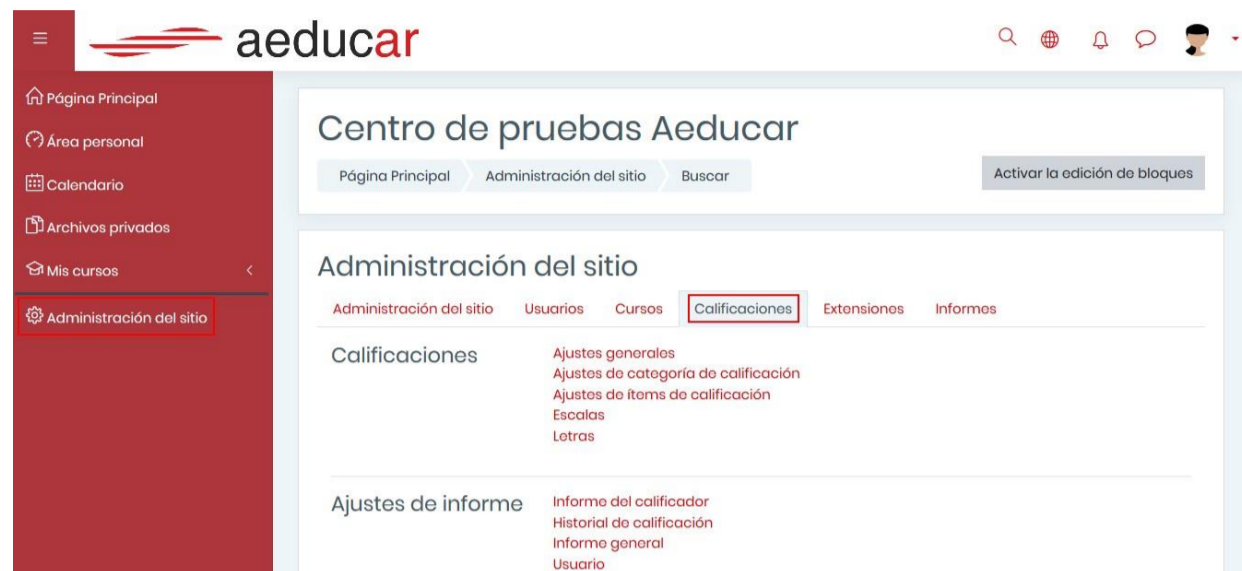 aeducar
Página Principal
Área personal
Calendario
Archivos privados
Mis cursos
Administración del sitio
Centro de pruebas Aeducar
Página Principal Administración del sitio Buscar
Activar la edición de bloques
Administración del sitio
Administración del sitio Usuarios Cursos Calificaciones Extensiones Informes
Calificaciones
Ajustes generales
Ajustes de categoría de calificación
Ajustes de ítems de calificación
Escalas
Letras
Ajustes de informe
Informe del calificador
Historial de calificación
Informe general
Usuario